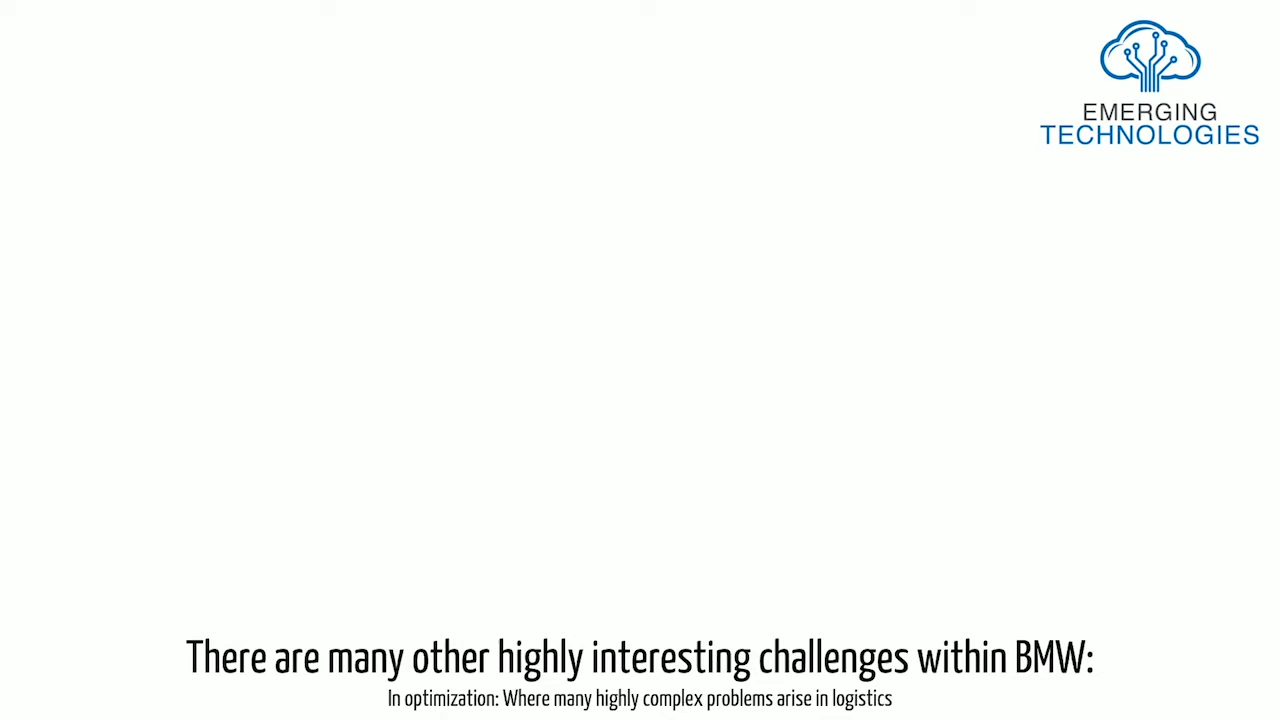 EMERGING
TECHNOLOGIES
There are many other highly interesting challenges within BMW:
In optimization: Where many highly complex problems arise in logistics